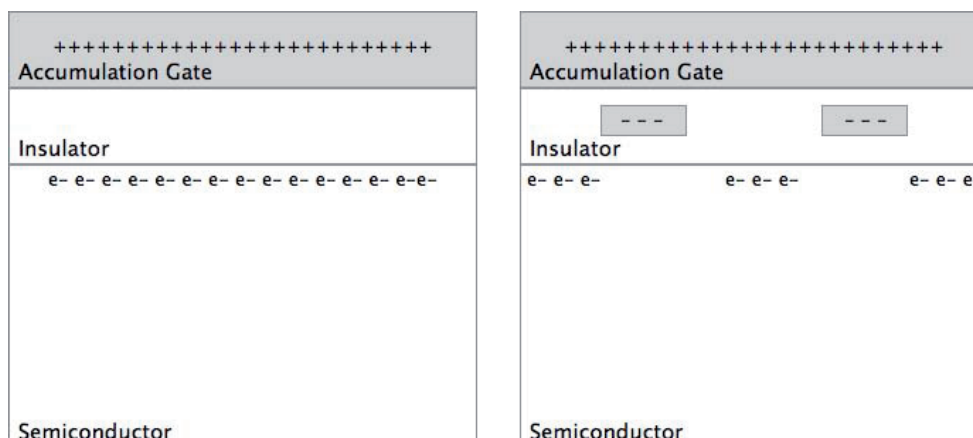 ++++++++++++++++++++++++++
Accumulation Gate
Insulator
e- e- e- e- e- e- e- e- e- e- e- e- e- e-e-
Semiconductor
++++++++++++++++++++++++++
Accumulation Gate
- - - - - -
Insulator
e- e- e- e- e- e- e- e- e
Semiconductor